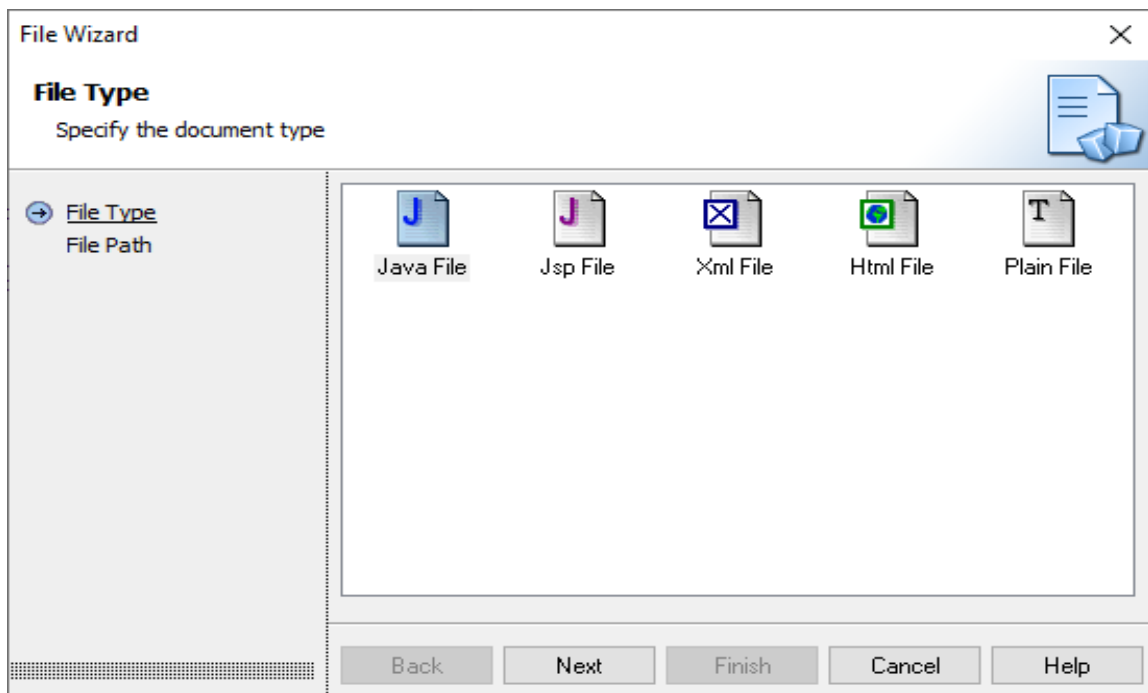 File Wizard
File Type
Specify the document type
File Type
File Path
Java File
Jsp File
Xml File
Html File
Plain File
Back
Next
Finish
Cancel
Help